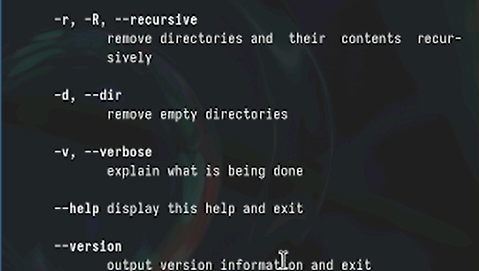 -r, -R, --recursive
remove directories and their contents recur-
sively
-d, --dir
remove empty directories
-v, --verbose
explain what is being done
--help display this help and exit
--version
output version information and exit